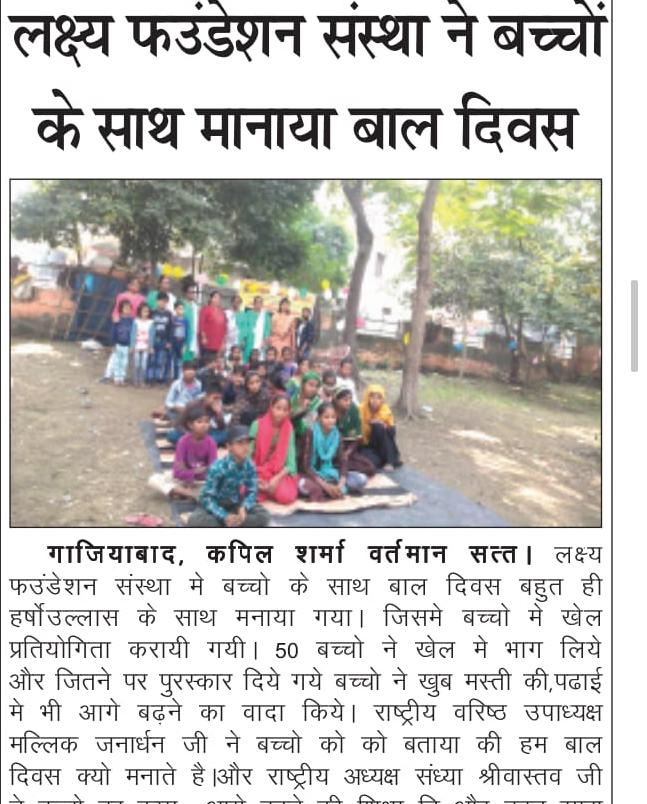 लक्ष्य फउंडेशन संस्था ने बच्चों
के साथ मानाया बाल दिवस
गाजियाबाद, कपिल शर्मा वर्तमान सत्त। लक्ष्य
फउंडेशन संस्था मे बच्चो के साथ बाल दिवस बहुत ही
हर्षोउल्लास के साथ मनाया गया। जिसमे बच्चो मे खेल
प्रतियोगिता करायी गयी। 50 बच्चो ने खेल मे भाग लिये
और जितने पर पुरस्कार दिये गये बच्चो ने खुब मस्ती की,पढाई
मे भी आगे बढ़ने का वादा किये। राष्ट्रीय वरिष्ठ उपाध्यक्ष
मल्लिक जनार्धन जी ने बच्चो को को बताया की हम बाल
दिवस क्यो मनाते है।और राष्ट्रीय अध्यक्ष संध्या श्रीवास्तव जी